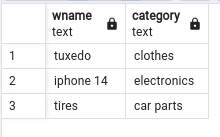 wname category
text text
1 tuxedo clothes
2 iphone 14 electronics
3 tires car parts